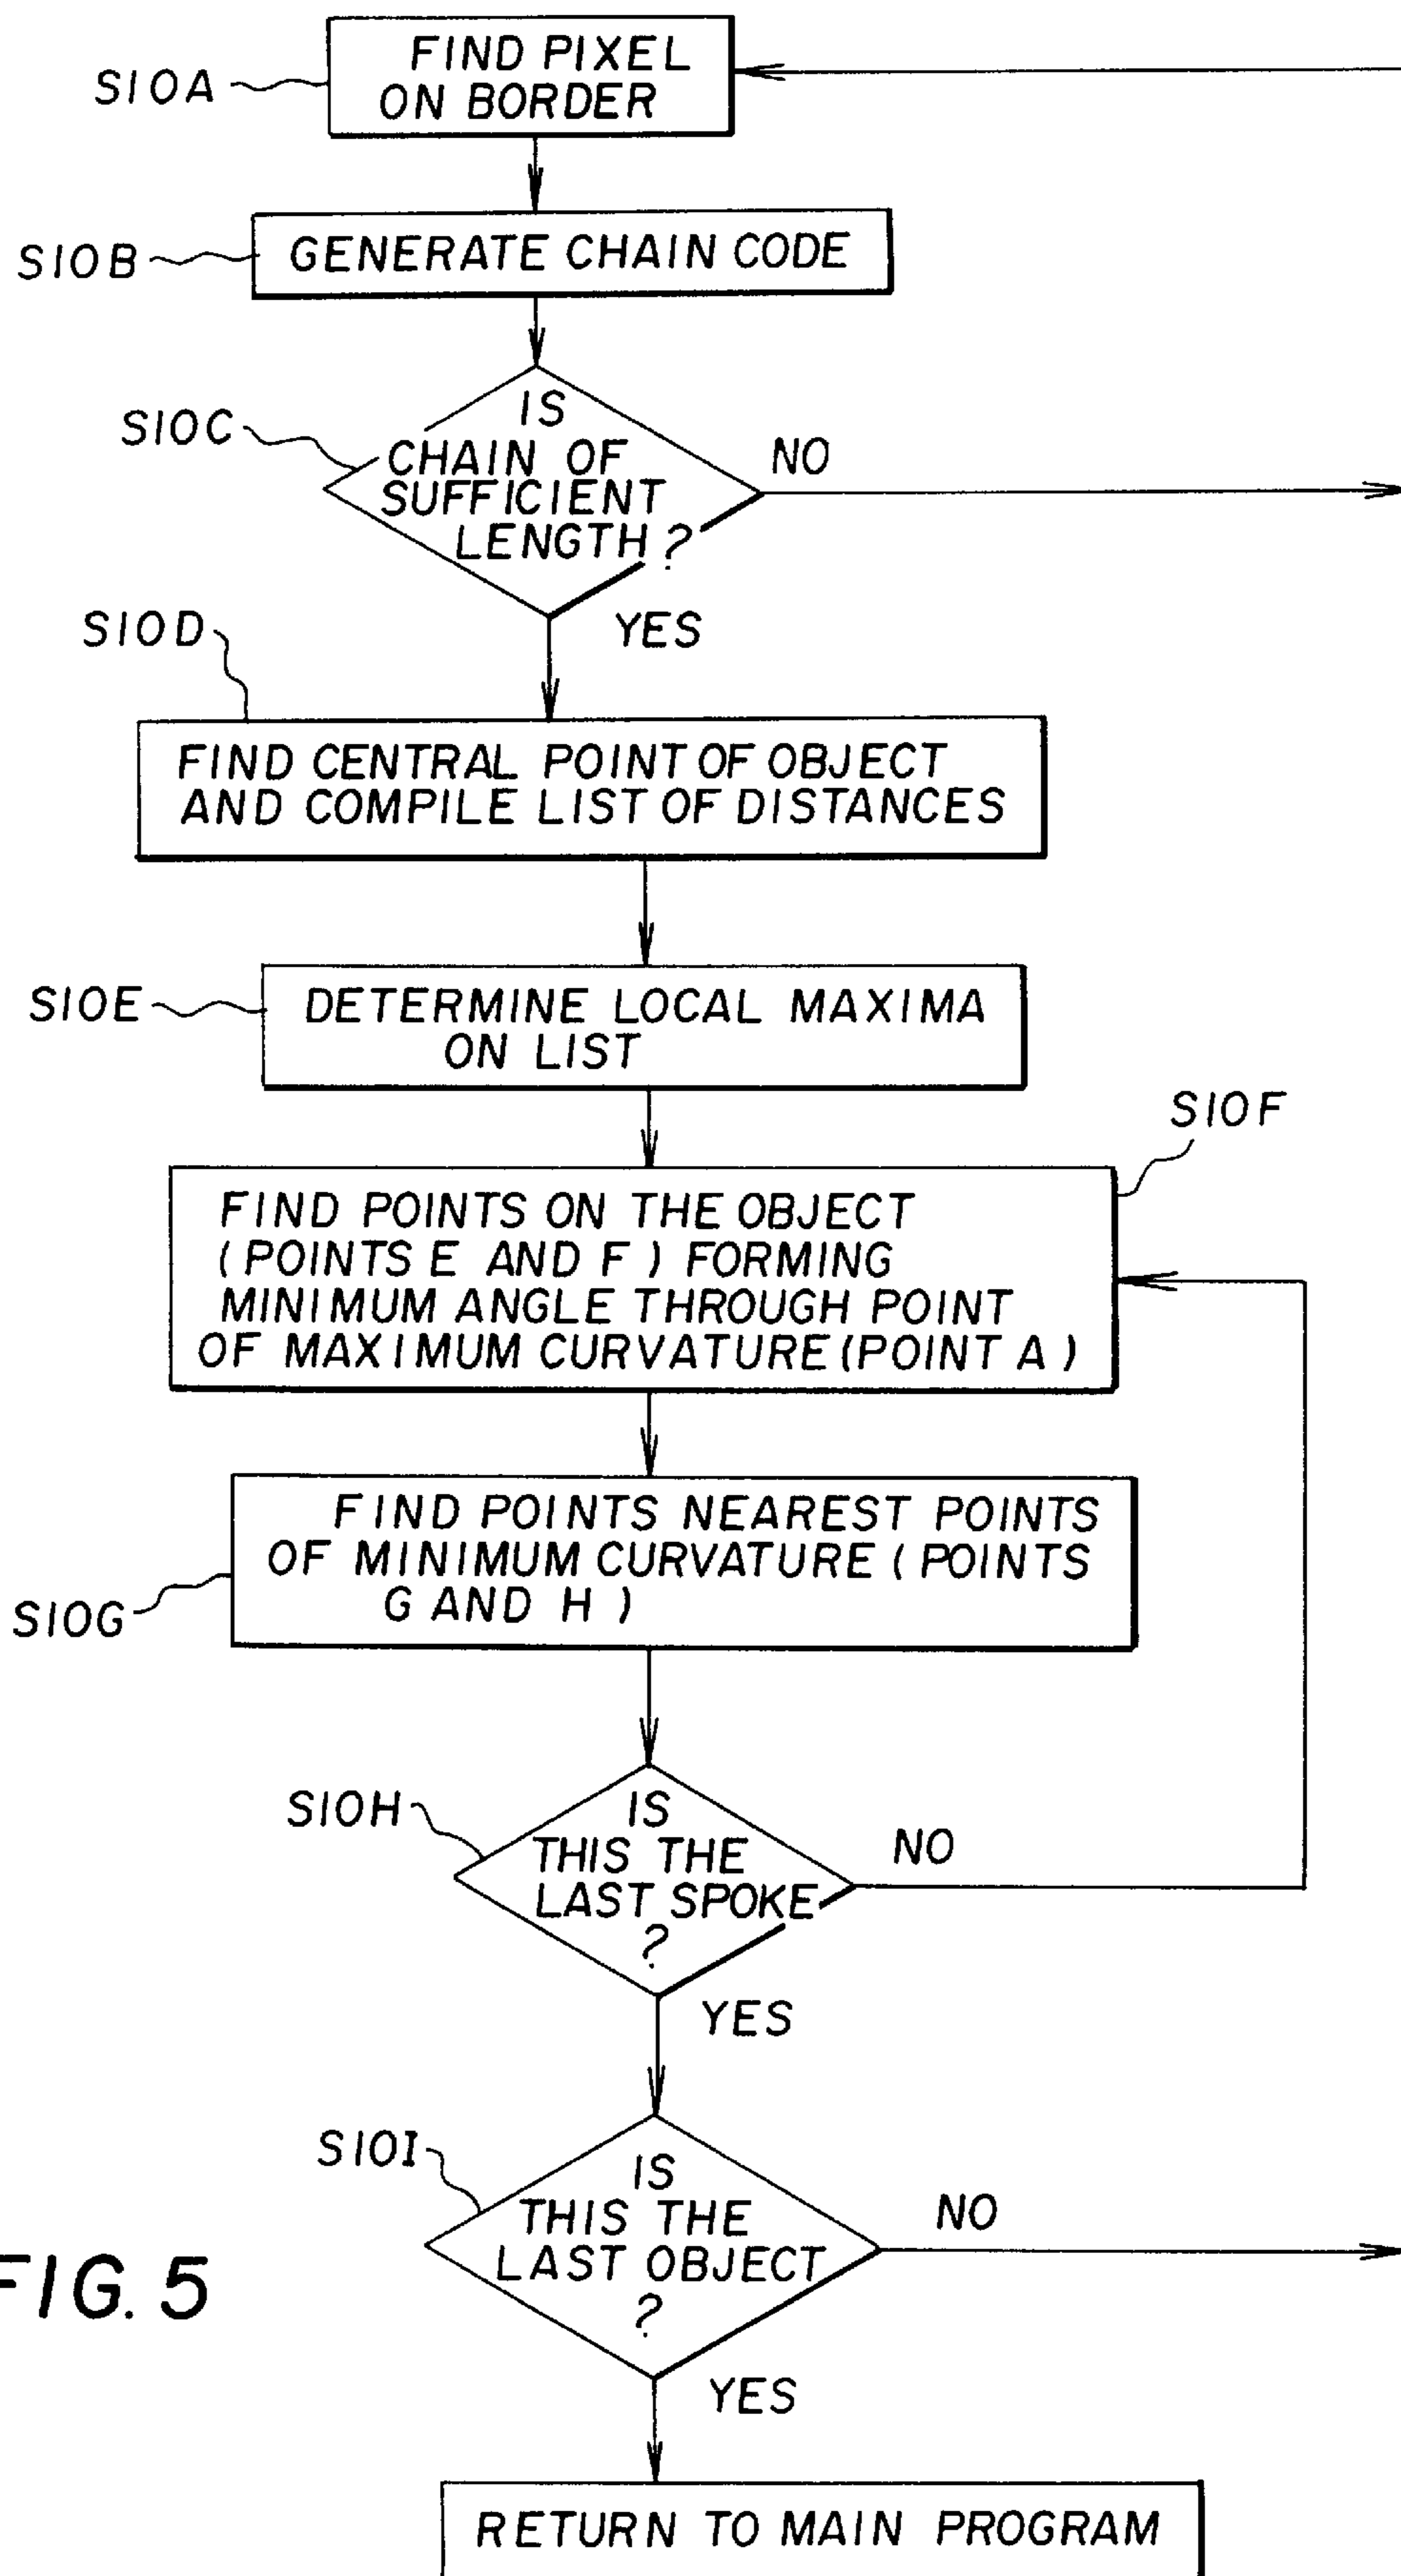 FIND PIXEL
ON BORDER
S10A
GENERATE CHAIN CODE
S10B
IS
CHAIN OF
SUFFICIENT
LENGTH?
S10C
NO
YES
S10D
FIND CENTRAL POINT OF OBJECT
AND COMPILE LIST OF DISTANCES
S10E
DETERMINE LOCAL MAXIMA
ON LIST
S10F
FIND POINTS ON THE OBJECT
(POINTS E AND F) FORMING
MINIMUM ANGLE THROUGH POINT
OF MAXIMUM CURVATURE (POINT A)
FIND POINTS NEAREST POINTS
OF MINIMUM CURVATURE (POINTS
G AND H)
S10G
S10H
IS
THIS THE
LAST SPOKE
?
NO
YES
S10I
IS
THIS THE
LAST OBJECT
?
NO
YES
FIG. 5
RETURN TO MAIN PROGRAM